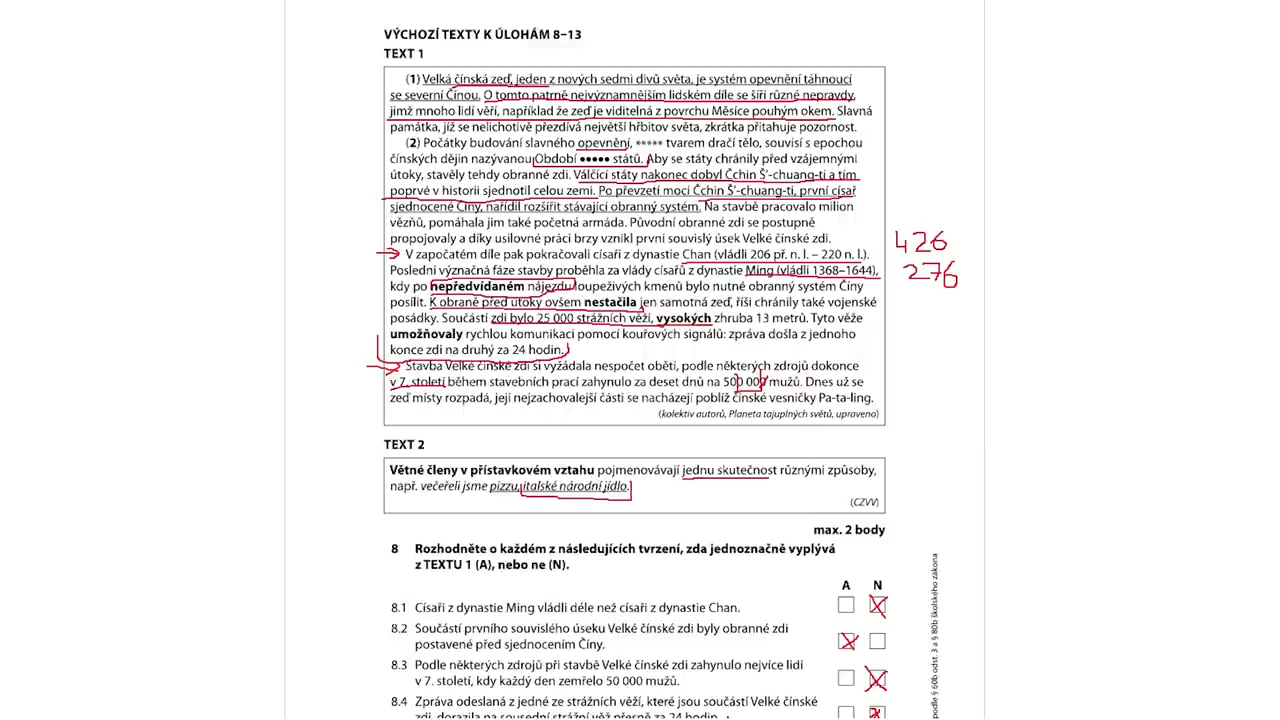 VÝCHOZÍ TEXTY K ÚLOHÁM 8–13
TEXT 1
(1) Velká čínská zeď, jeden z nových sedmi divů světa, je systém opevnění táhnoucí
se severní Čínou. O tomto patrně nejvýznamnějším lidském díle se šíří různé nepravdy,
jimž mnoho lidí věří, například že zeď je viditelná z povrchu Měsíce pouhým okem. Slavná
památka, jíž se nelichotivě přezdívá největší hřbitov světa, zkrátka přitahuje pozornost.
(2) Počátky budování slavného opevnění, ***** tvarem dračí tělo, souvisí s epochou
čínských dějin nazývanou Období ●●●●● států. Aby se státy chránily před vzájemnými
útoky, stavěly tehdy obranné zdi. Válčící státy nakonec dobyl Čchin Š’-chuang-ti a tím
poprvé v historii sjednotil celou zemi. Po převzetí moci Čchin Š’-chuang-ti, první císař
sjednocené Číny, nařídil rozšířit stávající obranný systém. Na stavbě pracovalo milion
vězňů, pomáhala jim také početná armáda. Původní obranné zdi se postupně
propojovaly a díky usilovné práci brzy vznikl první souvislý úsek Velké čínské zdi.
V započatém díle pak pokračovali císaři z dynastie Chan (vládli 206 př. n. l. – 220 n. l.).
Poslední význačná fáze stavby proběhla za vlády císařů z dynastie Ming (vládli 1368–1644),
kdy po nepředvídaném nájezdu loupeživých kmenů bylo nutné obranný systém Číny
posílit. K obraně před útoky ovšem nestačila jen samotná zeď, říši chránily také vojenské
posádky. Součástí zdi bylo 25 000 strážních věží, vysokých zhruba 13 metrů. Tyto věže
umožňovaly rychlou komunikaci pomocí kouřových signálů: zpráva došla z jednoho
konce zdi na druhý za 24 hodin.
Stavba Velké čínské zdi si vyžádala nespočet obětí, podle některých zdrojů dokonce
v 7. století během stavebních prací zahynulo za deset dnů na 500 000 mužů. Dnes už se
zeď místy rozpadá, její nejzachovalejší části se nacházejí poblíž čínské vesničky Pa-ta-ling.
(kolektiv autorů, Planeta tajuplných světů, upraveno)
426
276
TEXT 2
Větné členy v přístavkovém vztahu pojmenovávají jednu skutečnost různými způsoby,
např. večeřeli jsme pizzu, italské národní jídlo.
(CZVV)
max. 2 body
8 Rozhodněte o každém z následujících tvrzení, zda jednoznačně vyplývá
z TEXTU 1 (A), nebo ne (N).
A N
8.1 Císaři z dynastie Ming vládli déle než císaři z dynastie Chan.
8.2 Součástí prvního souvislého úseku Velké čínské zdi byly obranné zdi
postavené před sjednocením Číny.
8.3 Podle některých zdrojů při stavbě Velké čínské zdi zahynulo nejvíce lidí
v 7. století, kdy každý den zemřelo 50 000 mužů.
8.4 Zpráva odeslaná z jedné ze strážních věží, které jsou součástí Velké čínské
zdi, dorazila na sousední strážní věž přesně za 24 hodin.
podle § 60b odst. 3 a § 80b školského zákona